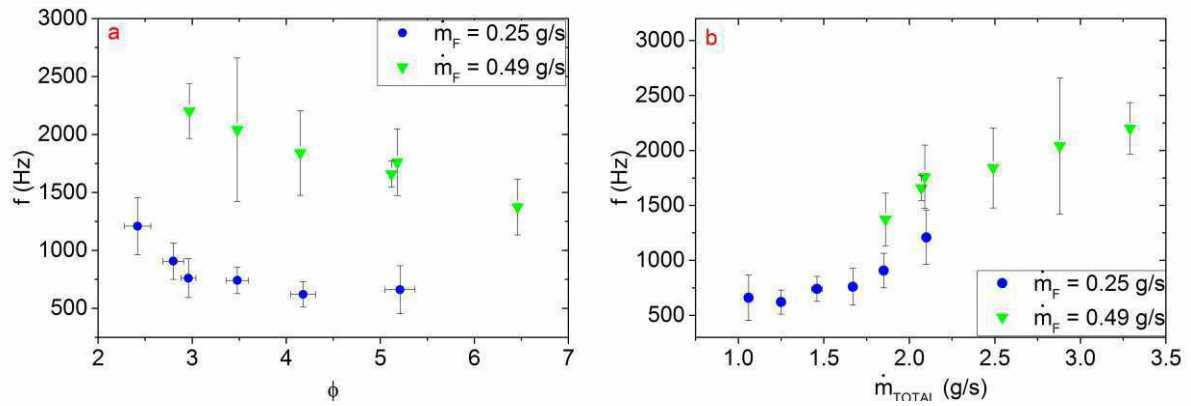 a
ṁF = 0.25 g/s
ṁF = 0.49 g/s
3000
2500
2000
1500
1000
500
f (Hz)
2 3 4 5 6 7
ϕ
b
3000
2500
2000
1500
1000
500
f (Hz)
ṁF = 0.25 g/s
ṁF = 0.49 g/s
1.0 1.5 2.0 2.5 3.0 3.5
ṁTOTAL (g/s)